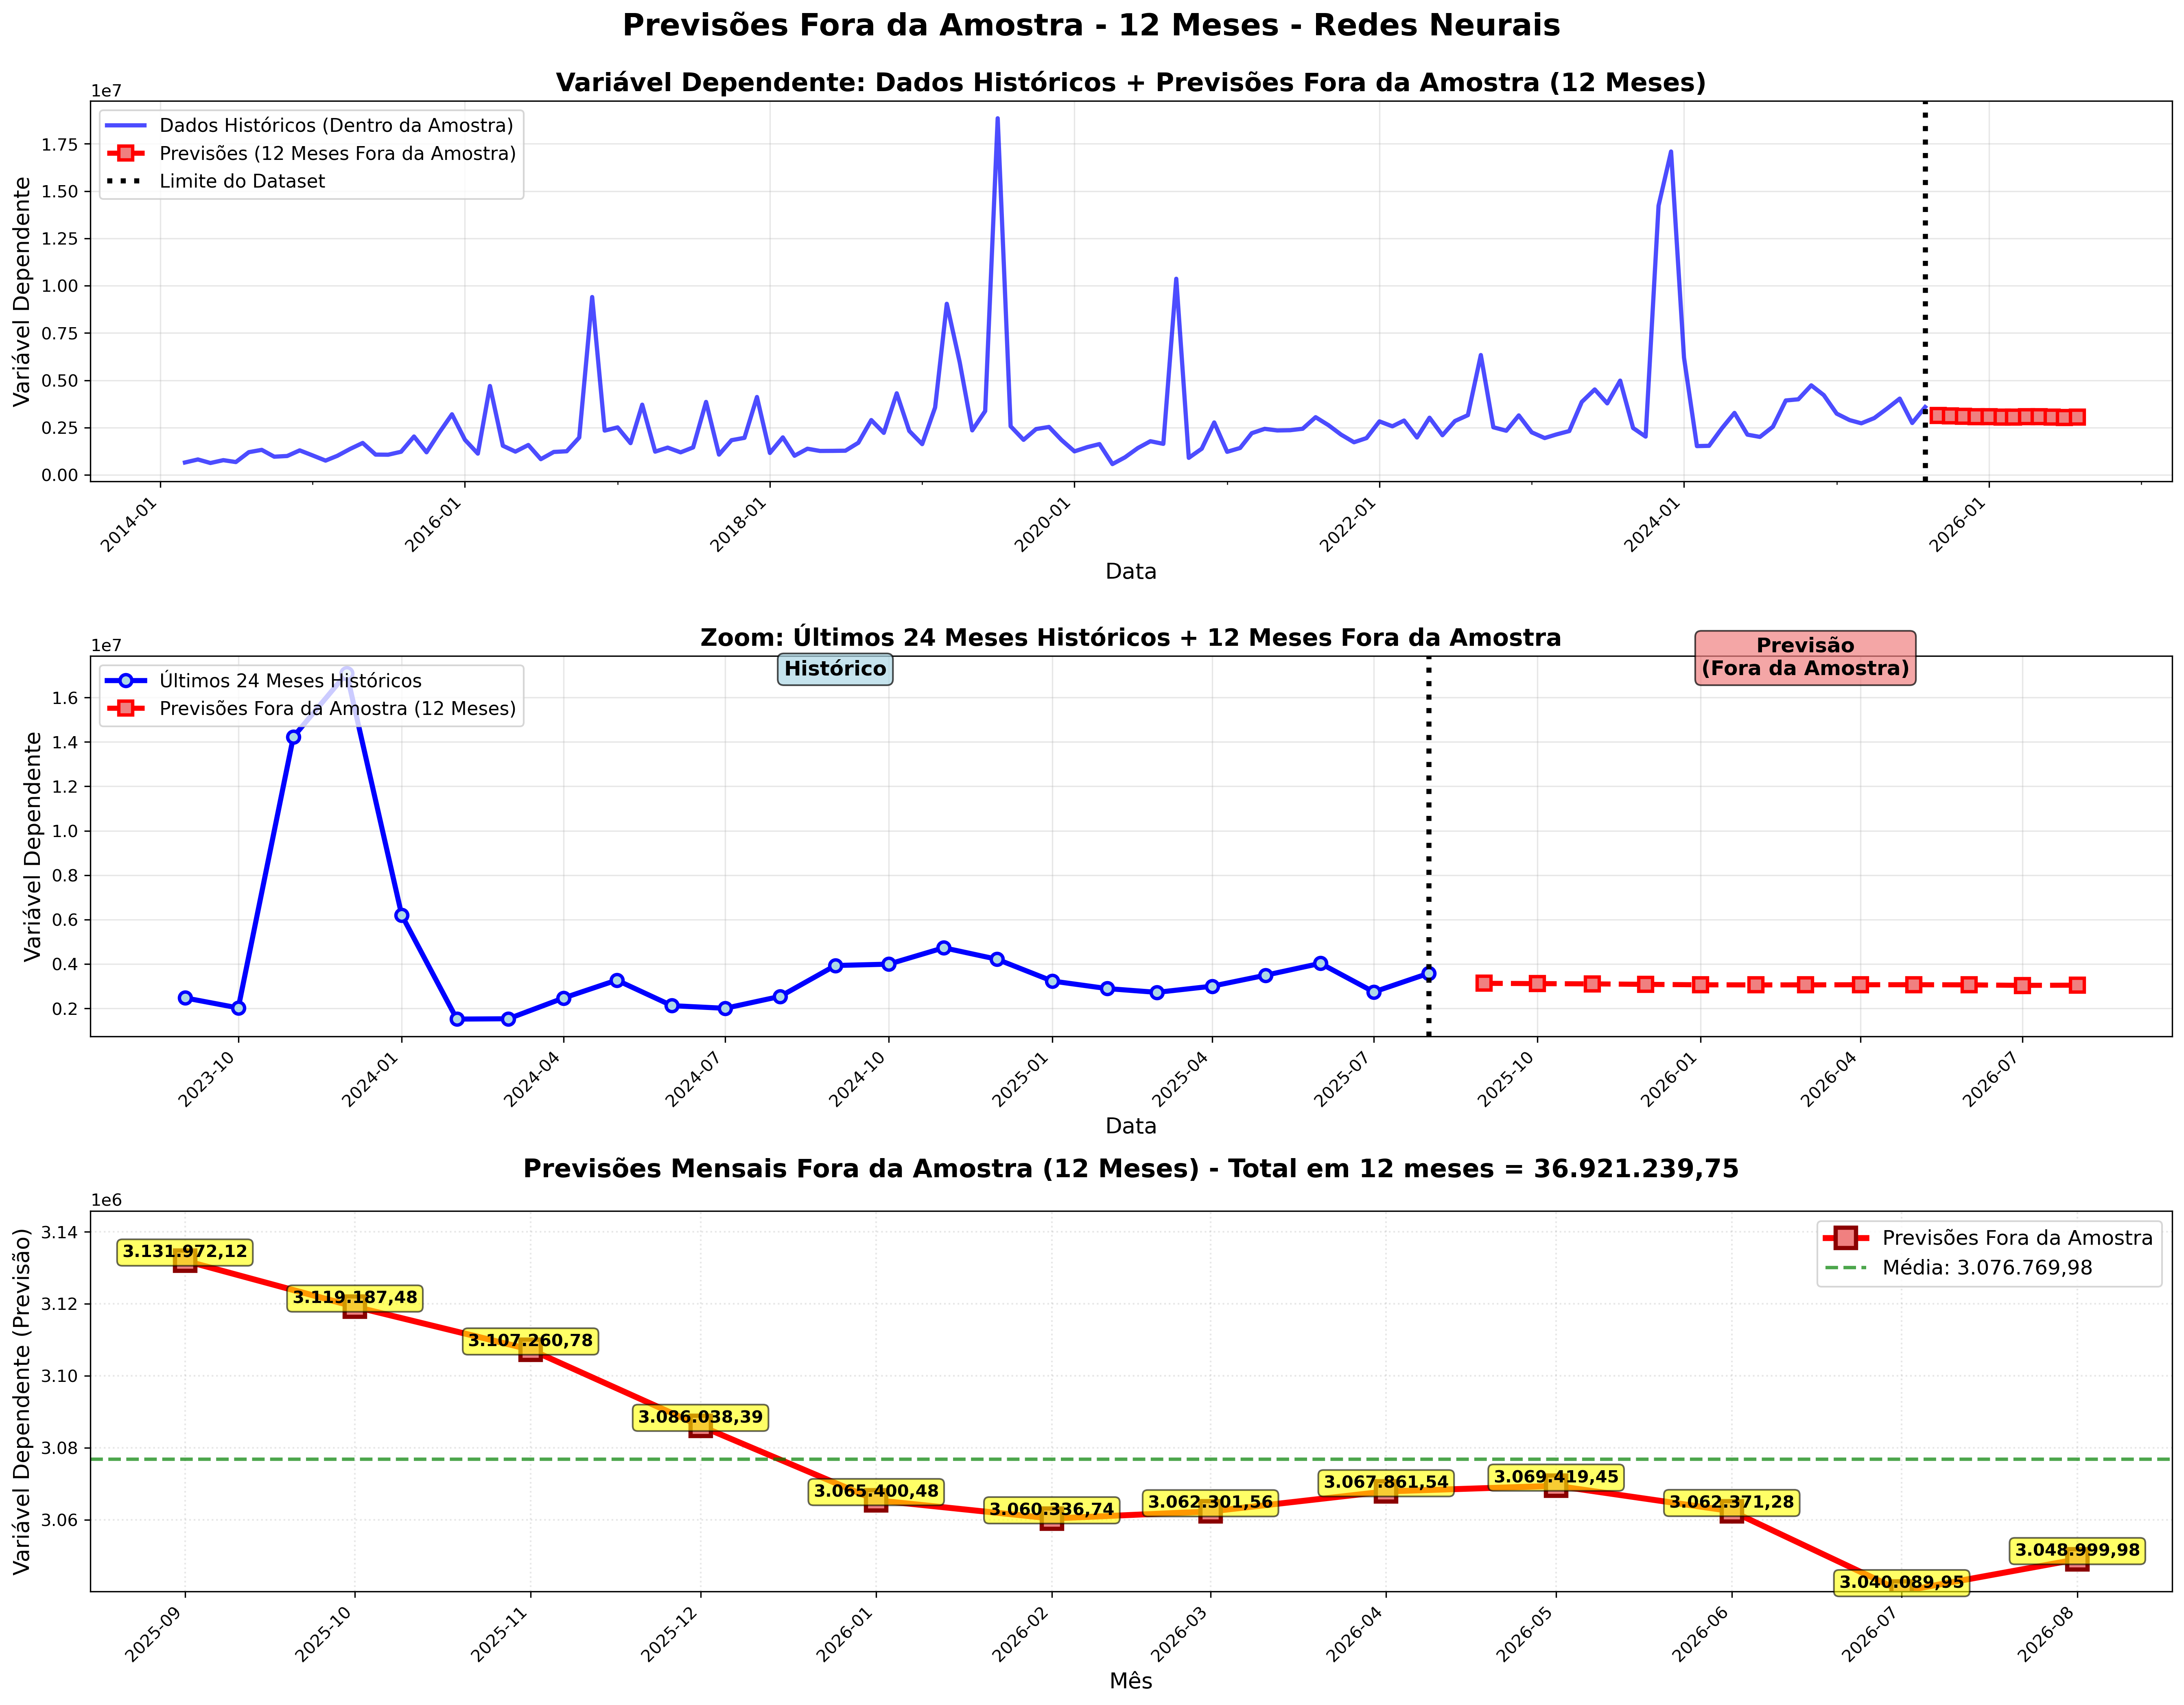 Previsões Fora da Amostra - 12 Meses - Redes Neurais
Variável Dependente: Dados Históricos + Previsões Fora da Amostra (12 Meses)
1e7
Dados Históricos (Dentro da Amostra)
Previsões (12 Meses Fora da Amostra)
Limite do Dataset
Variável Dependente
1.75
1.50
1.25
1.00
0.75
0.50
0.25
0.00
2014-01
2016-01
2018-01
2020-01
2022-01
2024-01
2026-01
Data
Zoom: Últimos 24 Meses Históricos + 12 Meses Fora da Amostra
1e7
Histórico
Previsão
(Fora da Amostra)
Últimos 24 Meses Históricos
Previsões Fora da Amostra (12 Meses)
Variável Dependente
1.6
1.4
1.2
1.0
0.8
0.6
0.4
0.2
2023-10
2024-01
2024-04
2024-07
2024-10
2025-01
2025-04
2025-07
2025-10
2026-01
2026-04
2026-07
Data
Previsões Mensais Fora da Amostra (12 Meses) - Total em 12 meses = 36.921.239,75
1e6
Previsões Fora da Amostra
Média: 3.076.769,98
Variável Dependente (Previsão)
3.14
3.12
3.10
3.08
3.06
3.131.972,12
3.119.187,48
3.107.260,78
3.086.038,39
3.065.400,48
3.060.336,74
3.062.301,56
3.067.861,54
3.069.419,45
3.062.371,28
3.040.089,95
3.048.999,98
2025-09
2025-10
2025-11
2025-12
2026-01
2026-02
2026-03
2026-04
2026-05
2026-06
2026-07
2026-08
Mês